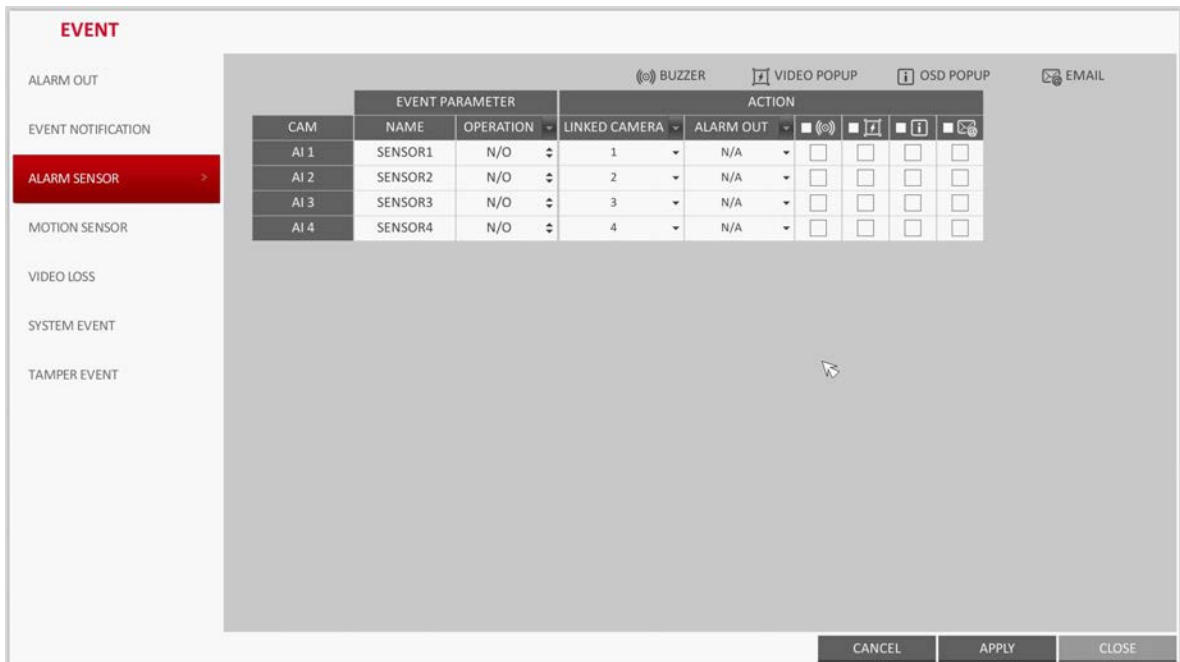 EVENT
ALARM OUT
EVENT NOTIFICATION
ALARM SENSOR >
MOTION SENSOR
VIDEO LOSS
SYSTEM EVENT
TAMPER EVENT
BUZZER VIDEO POPUP OSD POPUP EMAIL
EVENT PARAMETER ACTION
CAM NAME OPERATION LINKED CAMERA ALARM OUT
AI 1 SENSOR1 N/O 1 N/A
AI 2 SENSOR2 N/O 2 N/A
AI 3 SENSOR3 N/O 3 N/A
AI 4 SENSOR4 N/O 4 N/A
CANCEL APPLY CLOSE